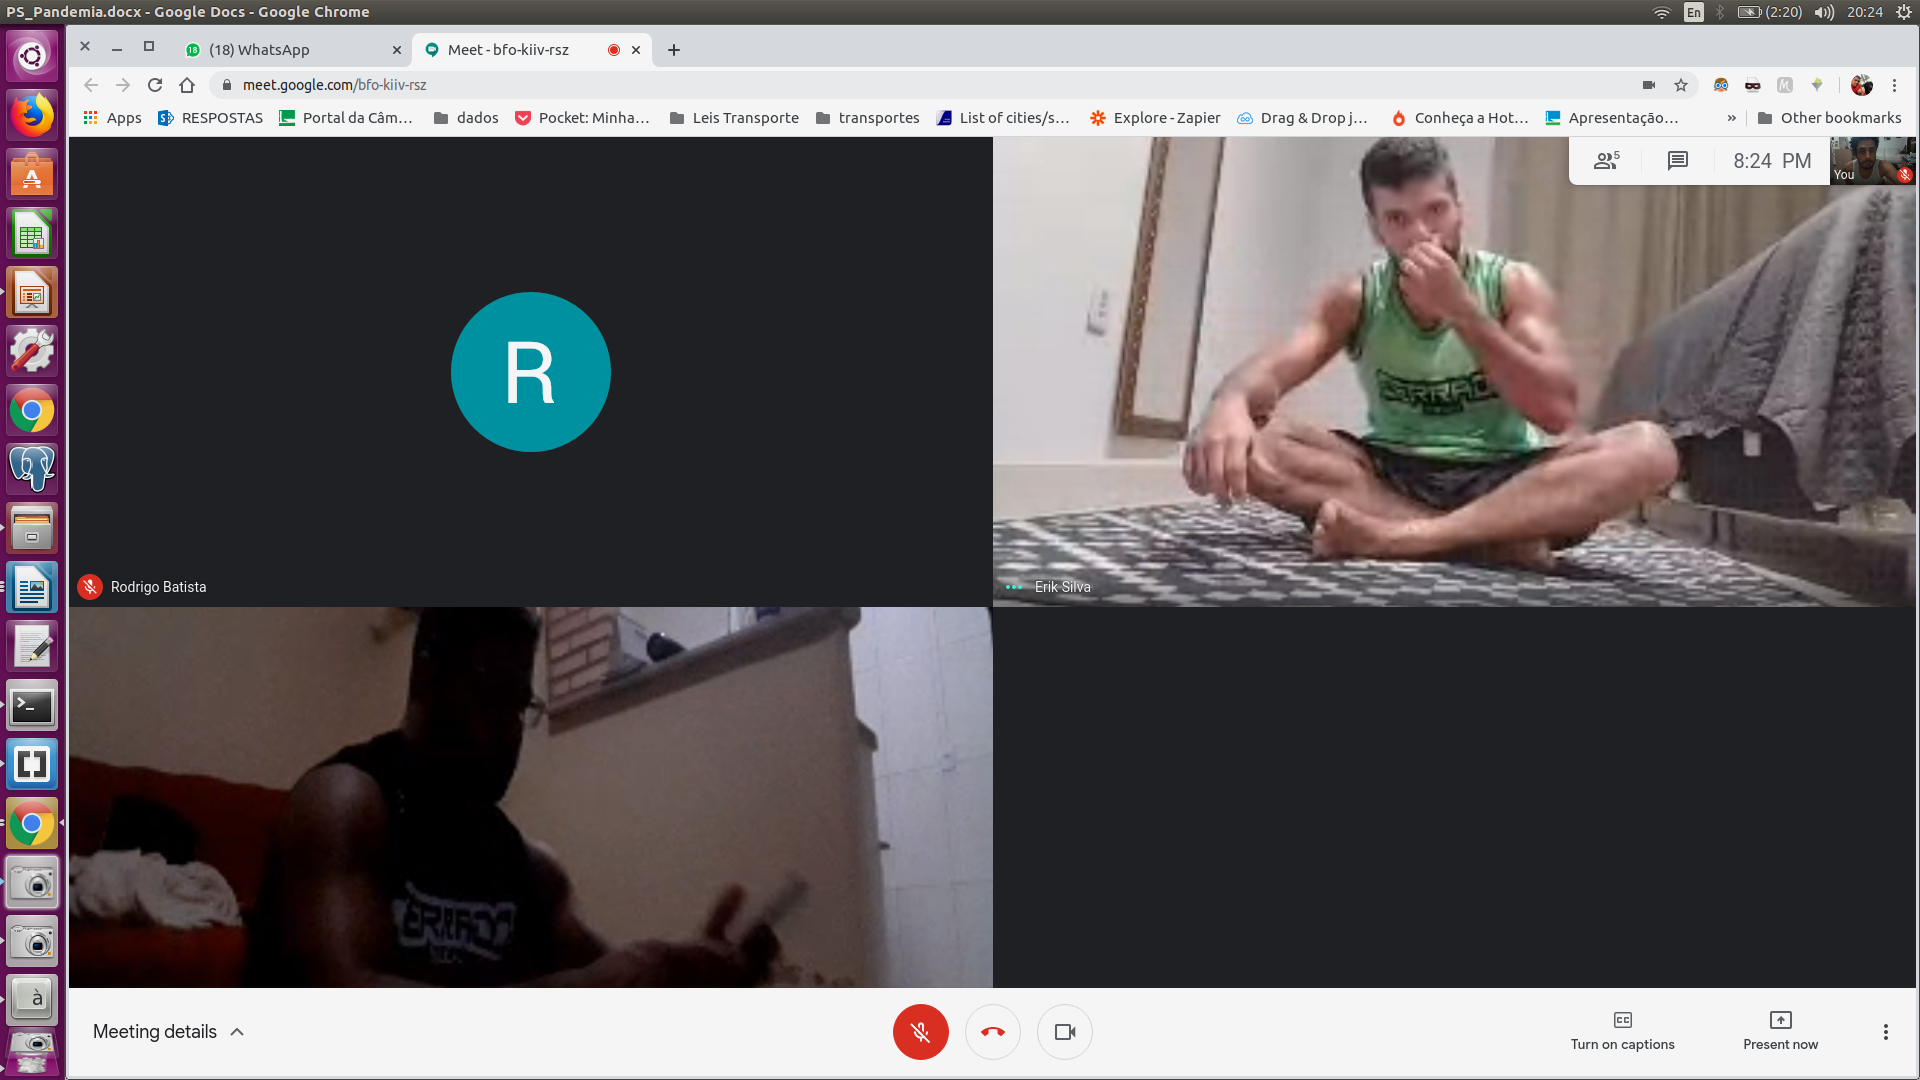 PS_Pandemia.docx - Google Docs - Google Chrome
En
(2:20)
20:24
(18) WhatsApp
Meet - bfo-kiiv-rsz
meet.google.com/bfo-kiiv-rsz
Apps
RESPOSTAS
Portal da Câm...
dados
Pocket: Minha...
Leis Transporte
transportes
List of cities/s...
Explore - Zapier
Drag & Drop j...
Conheça a Hot...
Apresentação...
»
Other bookmarks
5
8:24 PM
You
R
Rodrigo Batista
Erik Silva
Meeting details
Turn on captions
Present now